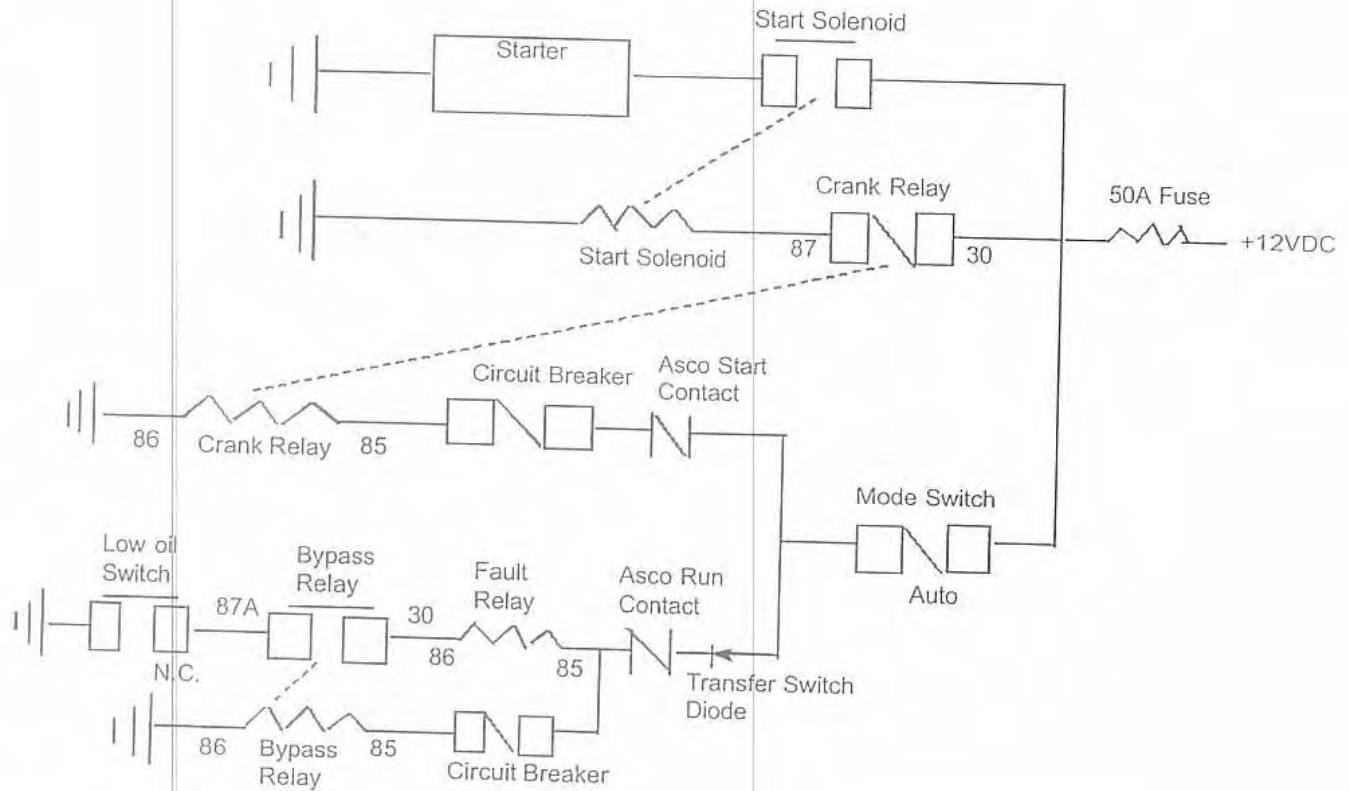 Start Solenoid
Starter
Crank Relay
50A Fuse
+12VDC
Start Solenoid
87
30
Circuit Breaker
Asco Start
Contact
86
Crank Relay
85
Mode Switch
Auto
Low oil
Switch
87A
Bypass
Relay
30
Fault
Relay
Asco Run
Contact
N.C.
86
85
Transfer Switch
Diode
86
Bypass
Relay
85
Circuit Breaker